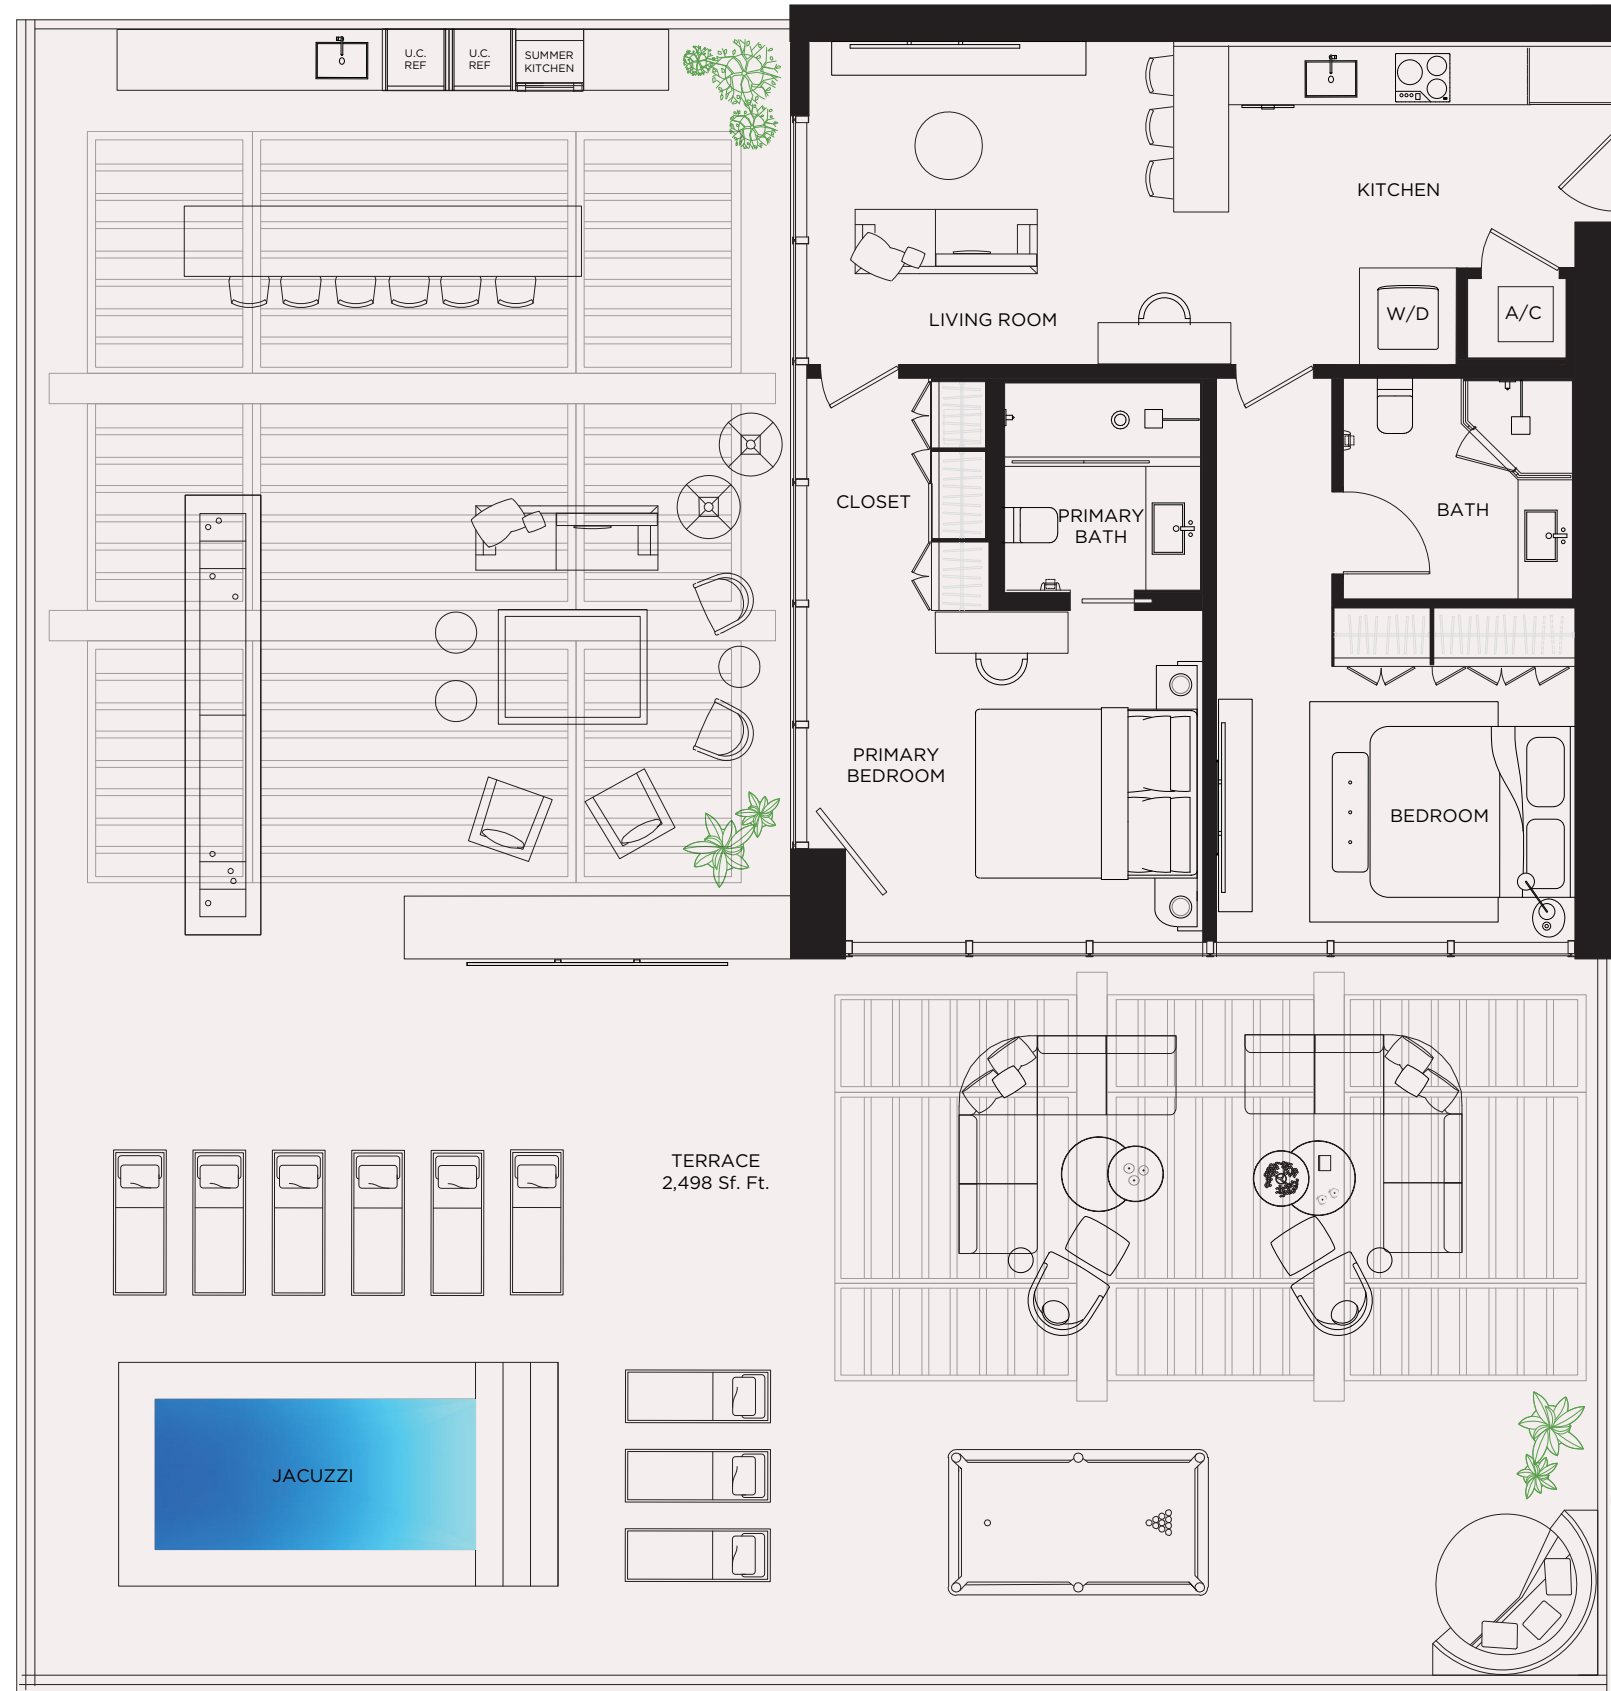 U.C.
REF
U.C.
REF
SUMMER
KITCHEN
KITCHEN
LIVING ROOM
W/D
A/C
CLOSET
PRIMARY
BATH
BATH
PRIMARY
BEDROOM
BEDROOM
TERRACE
2,498 Sf. Ft.
JACUZZI